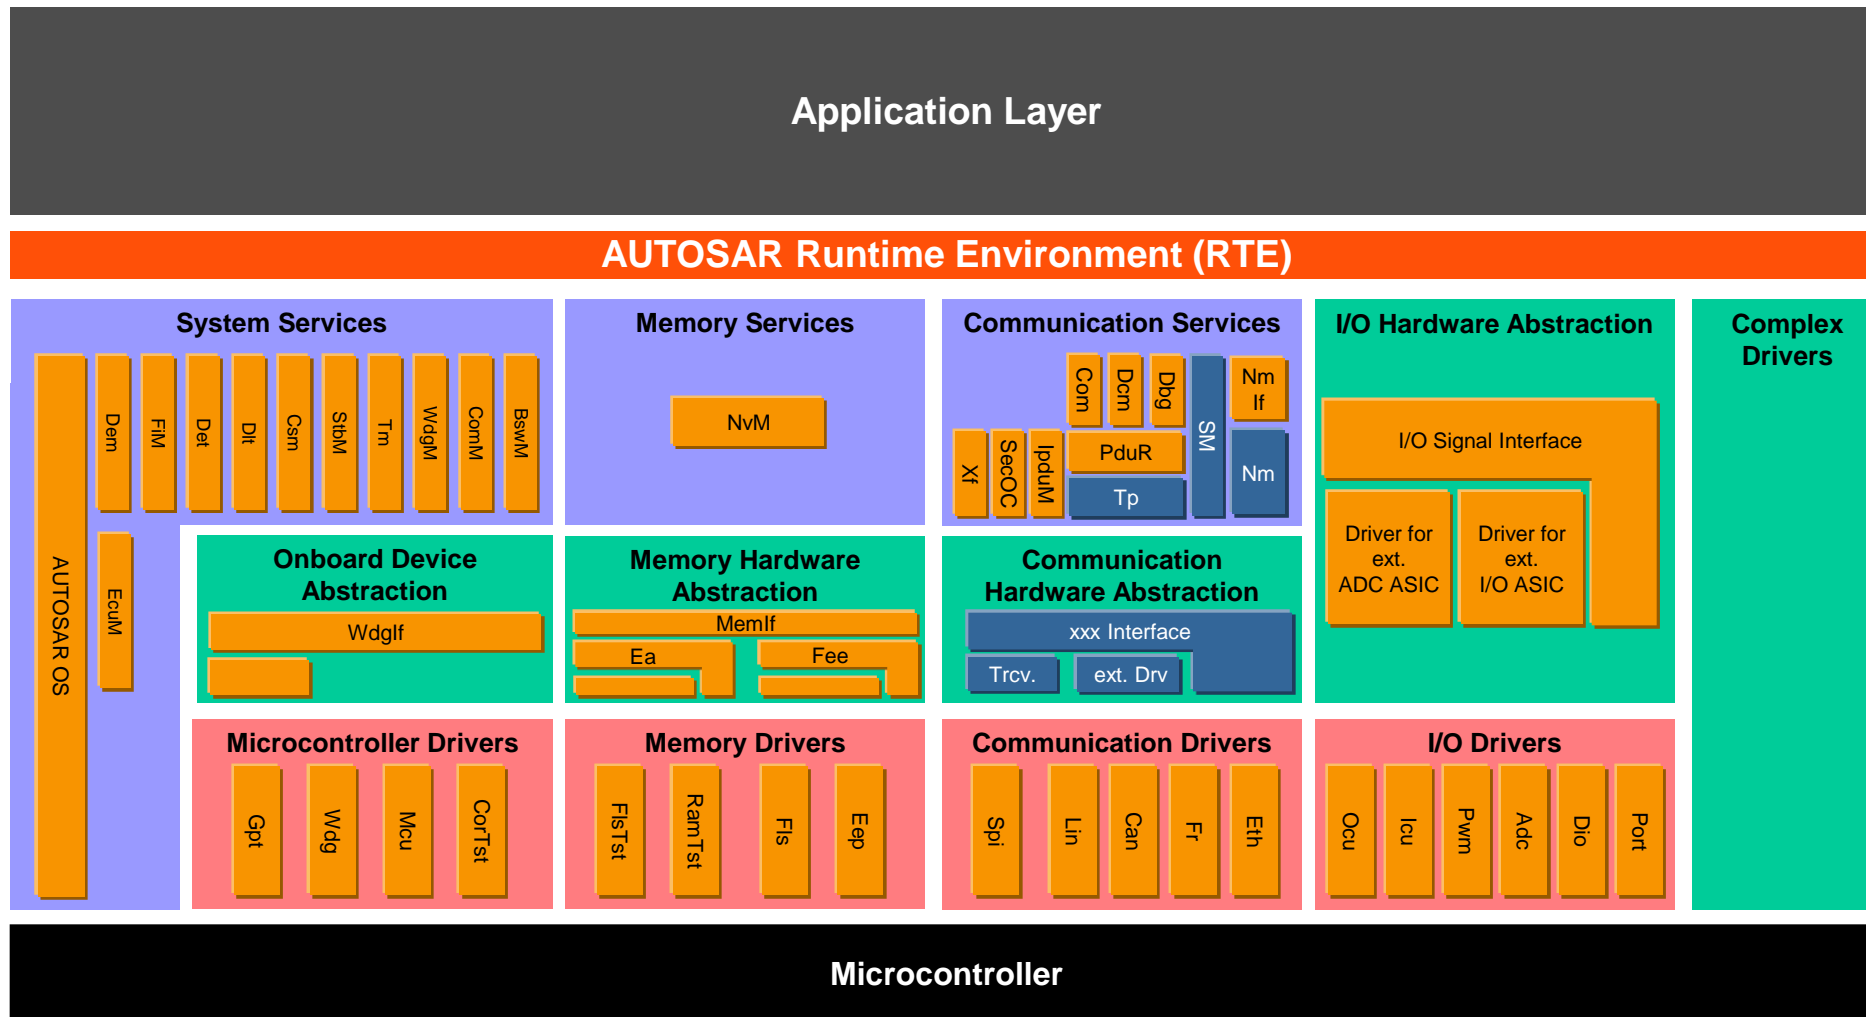 Application Layer
AUTOSAR Runtime Environment (RTE)
System Services
AUTOSAR OS
Dem
FiM
Det
Dlt
Csm
StbM
Tm
WdgM
ComM
BswM
EcuM
Memory Services
NvM
Communication Services
Xf
SecOC
IpduM
Com
Dcm
Dbg
PduR
Tp
SM
Nm
If
Nm
I/O Hardware Abstraction
I/O Signal Interface
Driver for
ext.
ADC ASIC
Driver for
ext.
I/O ASIC
Complex
Drivers
Onboard Device
Abstraction
WdgIf
Memory Hardware
Abstraction
MemIf
Ea
Fee
Communication
Hardware Abstraction
xxx Interface
Trcv.
ext. Drv
Microcontroller Drivers
Gpt
Wdg
Mcu
CorTst
Memory Drivers
FlsTst
RamTst
Fls
Eep
Communication Drivers
Spi
Lin
Can
Fr
Eth
I/O Drivers
Ocu
Icu
Pwm
Adc
Dio
Port
Microcontroller